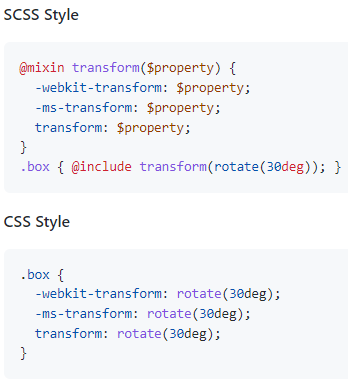 SCSS Style
@mixin transform($property) {
  -webkit-transform: $property;
  -ms-transform: $property;
  transform: $property;
}
.box { @include transform(rotate(30deg)); }
CSS Style
.box {
  -webkit-transform: rotate(30deg);
  -ms-transform: rotate(30deg);
  transform: rotate(30deg);
}